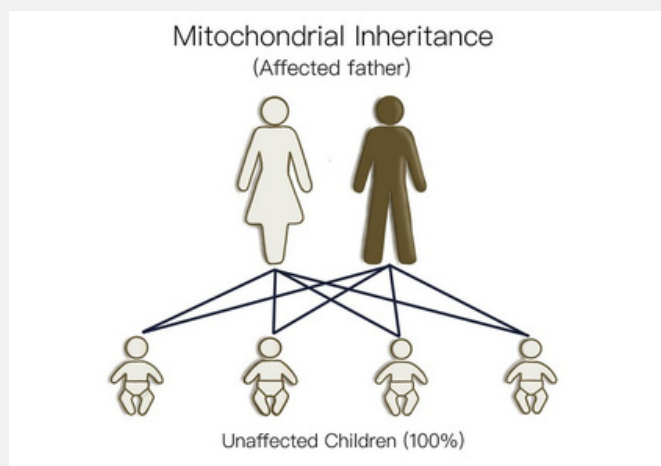 Mitochondrial Inheritance
(Affected father)
Unaffected Children (100%)